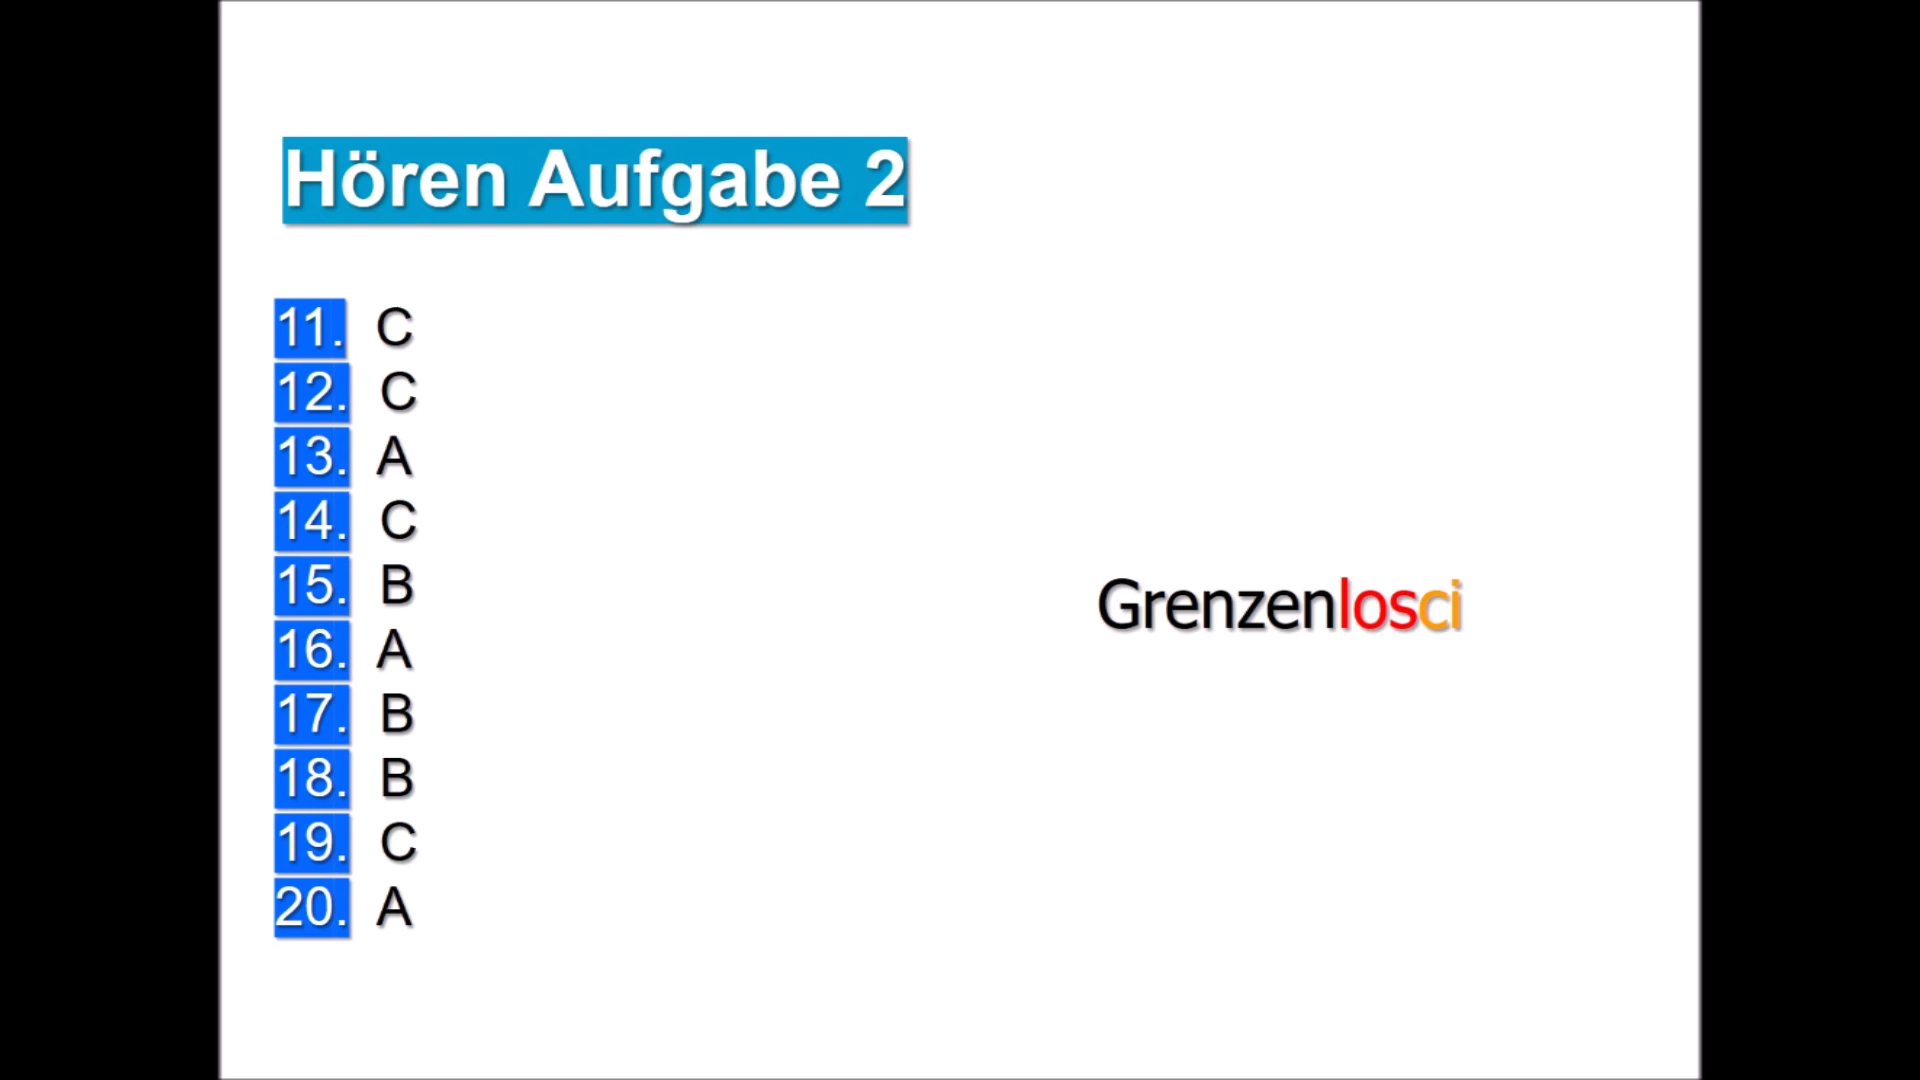 Hören Aufgabe 2
11. C
12. C
13. A
14. C
15. B
16. A
17. B
18. B
19. C
20. A
Grenzenlosci